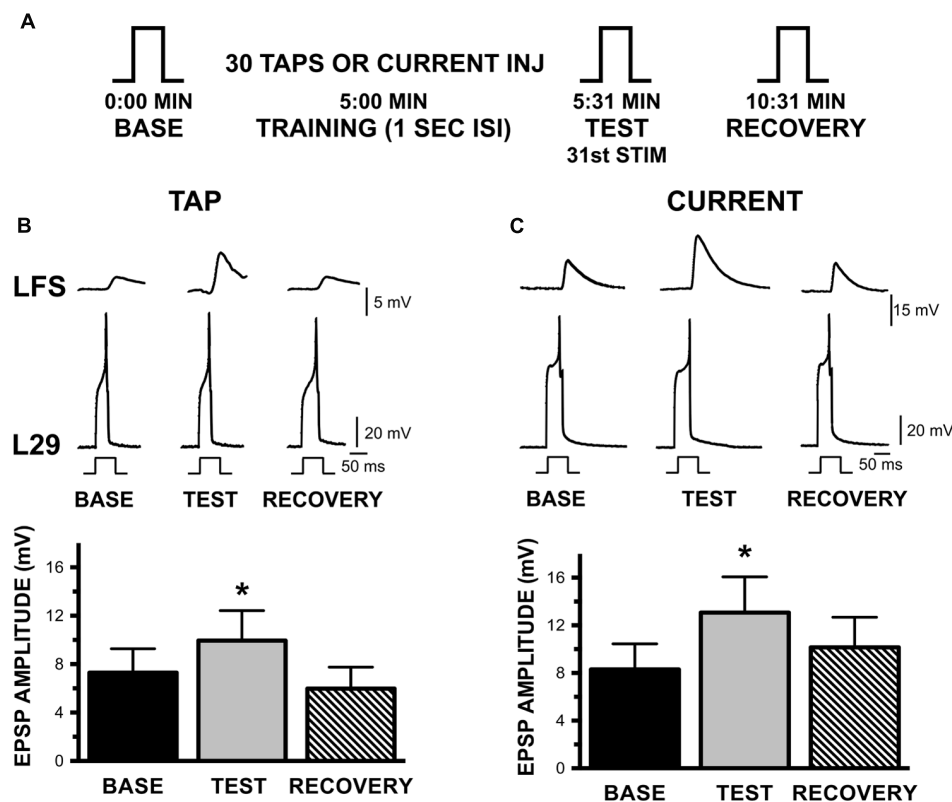 A
30 TAPS OR CURRENT INJ
0:00 MIN 5:00 MIN 5:31 MIN 10:31 MIN
BASE TRAINING (1 SEC ISI) TEST RECOVERY
31st STIM
TAP
B
LFS
5 mV
L29
20 mV
50 ms
BASE TEST RECOVERY
EPSP AMPLITUDE (mV)
16
12
8
4
0
*
BASE TEST RECOVERY
CURRENT
C
15 mV
20 mV
50 ms
BASE TEST RECOVERY
EPSP AMPLITUDE (mV)
16
12
8
4
0
*
BASE TEST RECOVERY